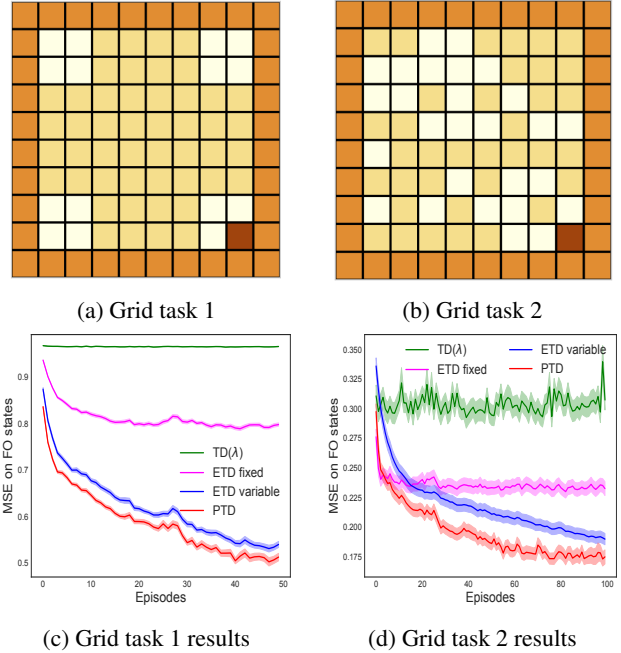 (a) Grid task 1
(b) Grid task 2
MSE on FO states
0.9
0.8
0.7
0.6
0.5
TD(λ)
ETD fixed
ETD variable
PTD
0 10 20 30 40 50
Episodes
(c) Grid task 1 results
MSE on FO states
0.350
0.325
0.300
0.275
0.250
0.225
0.200
0.175
TD(λ) ETD variable
ETD fixed PTD
0 20 40 60 80 100
Episodes
(d) Grid task 2 results